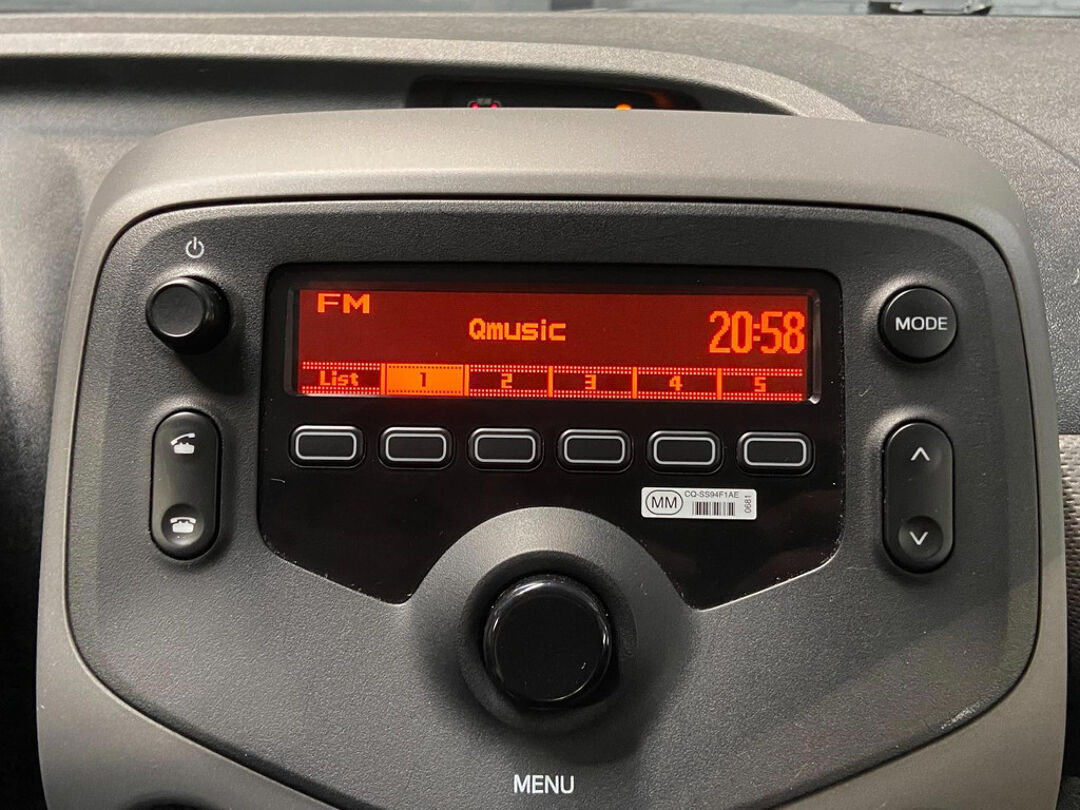 FM
Qmusic
20:58
List 1 2 3 4 5
MODE
MM CQ-SS94F1AE
0681
MENU